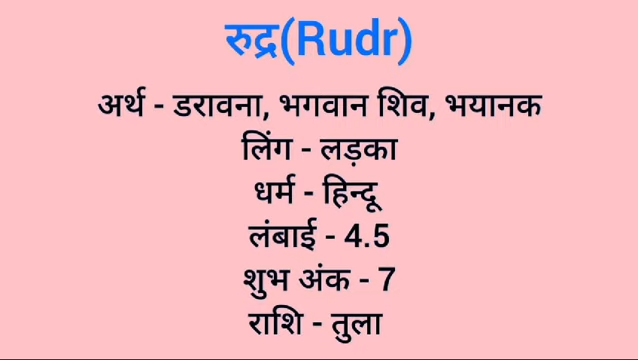 रुद्र(Rudr)
अर्थ - डरावना, भगवान शिव, भयानक
लिंग - लड़का
धर्म - हिन्दू
लंबाई - 4.5
शुभ अंक - 7
राशि - तुला